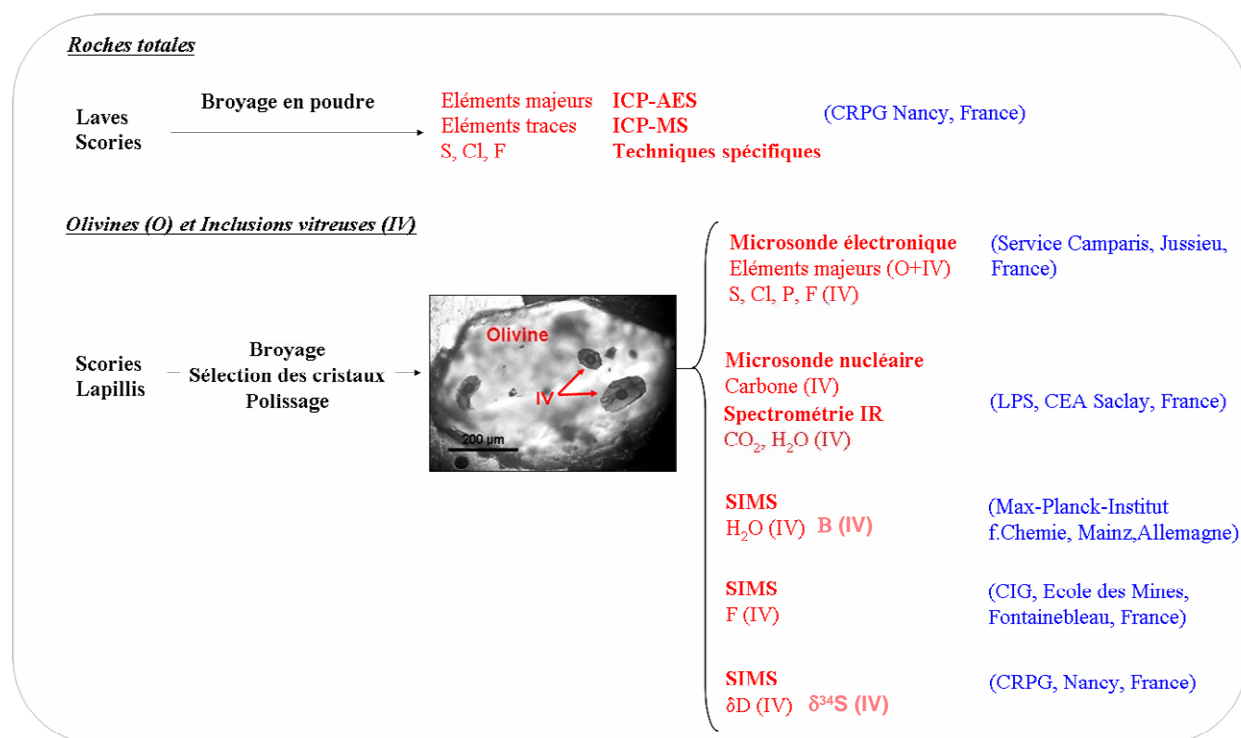 Roches totales
Laves
Scories
Broyage en poudre
Eléments majeurs ICP-AES
Eléments traces ICP-MS
S, Cl, F Techniques spécifiques
(CRPG Nancy, France)
Olivines (O) et Inclusions vitreuses (IV)
Scories
Lapillis
Broyage
Sélection des cristaux
Polissage
Olivine
IV
200 µm
Microsonde électronique
Eléments majeurs (O+IV)
S, Cl, P, F (IV)
(Service Camparis, Jussieu,
France)
Microsonde nucléaire
Carbone (IV)
Spectrométrie IR
CO₂, H₂O (IV)
(LPS, CEA Saclay, France)
SIMS
H₂O (IV) B (IV)
(Max-Planck-Institut
f.Chemie, Mainz,Allemagne)
SIMS
F (IV)
(CIG, Ecole des Mines,
Fontainebleau, France)
SIMS
δD (IV) δ³⁴S (IV)
(CRPG, Nancy, France)